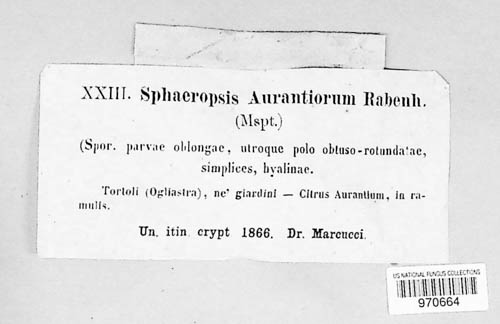 XXIII. Sphaeropsis Aurantiorum Rabenh.
(Mspt.)
(Spor. parvae oblongae, utroque polo obtuso-rotundatae,
simplices, hyalinae.
Tortoli (Ogliastra), ne' giardini — Citrus Aurantium, in ra-
mulis.
Un. itin. crypt 1866. Dr. Marcucci.
US NATIONAL FUNGUS COLLECTIONS
970664